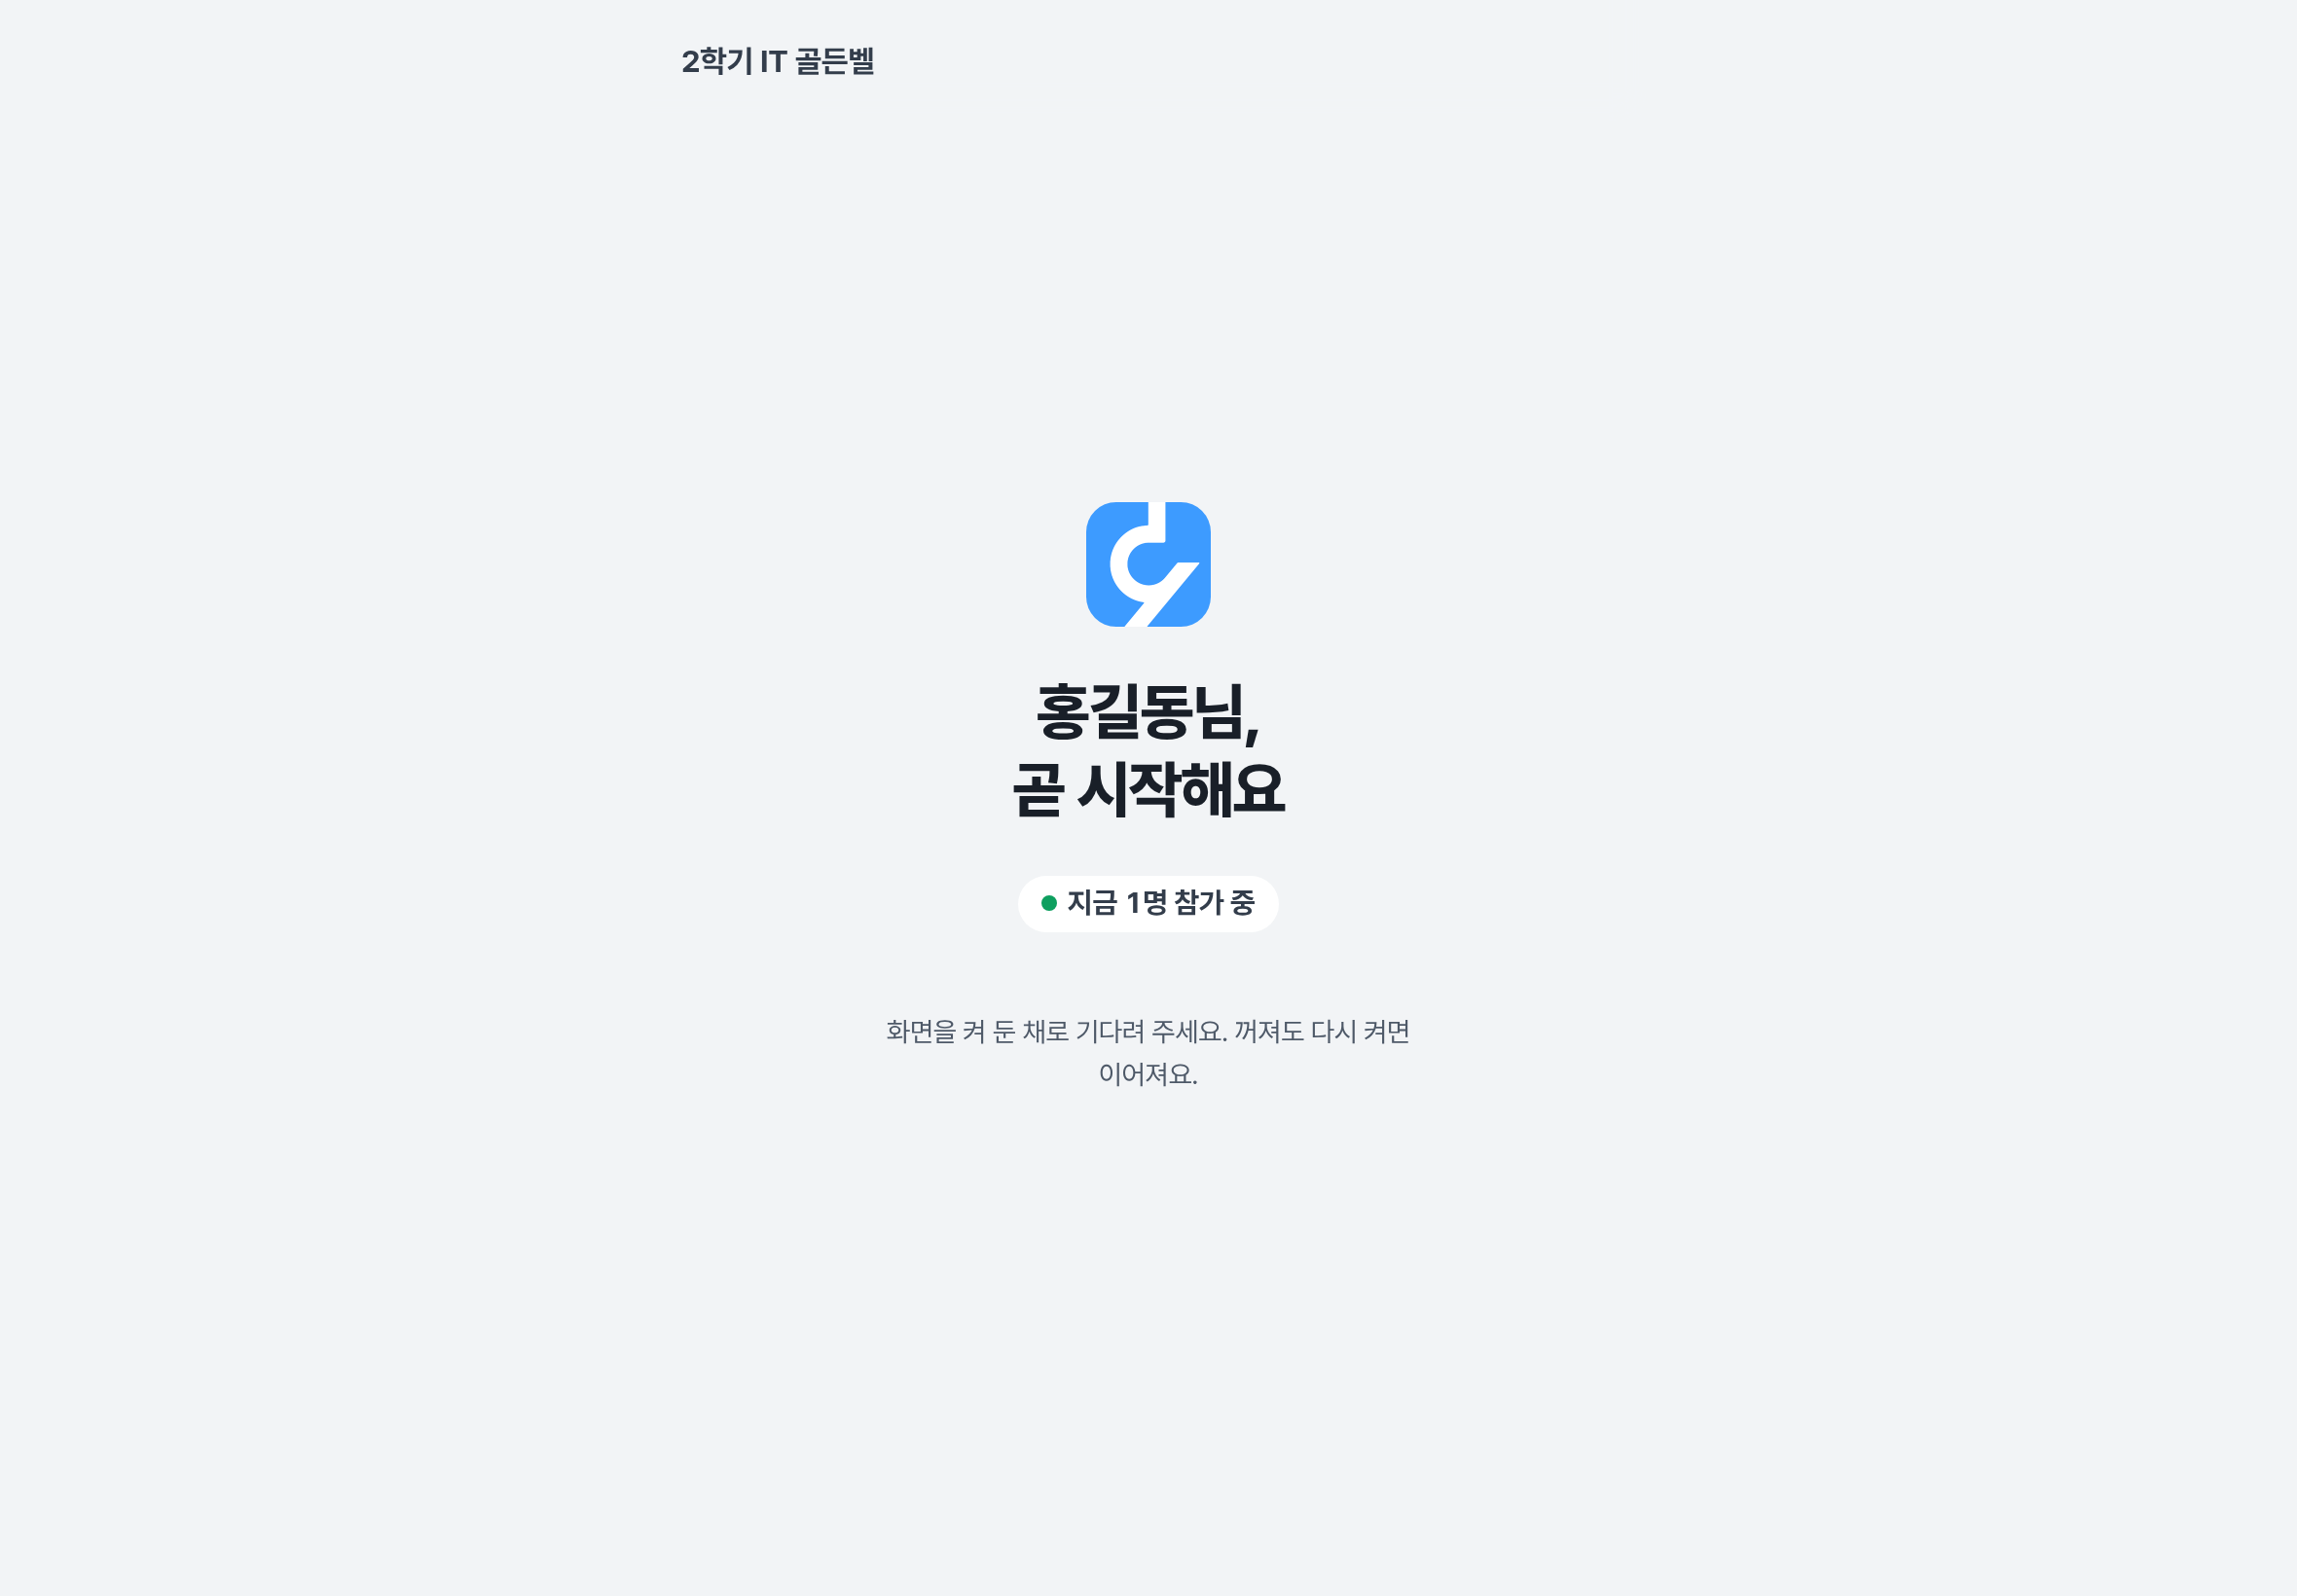 2학기 IT 골든벨
홍길동님,
곧 시작해요
지금 1명 참가 중
화면을 켜 둔 채로 기다려 주세요. 꺼져도 다시 켜면
이어져요.